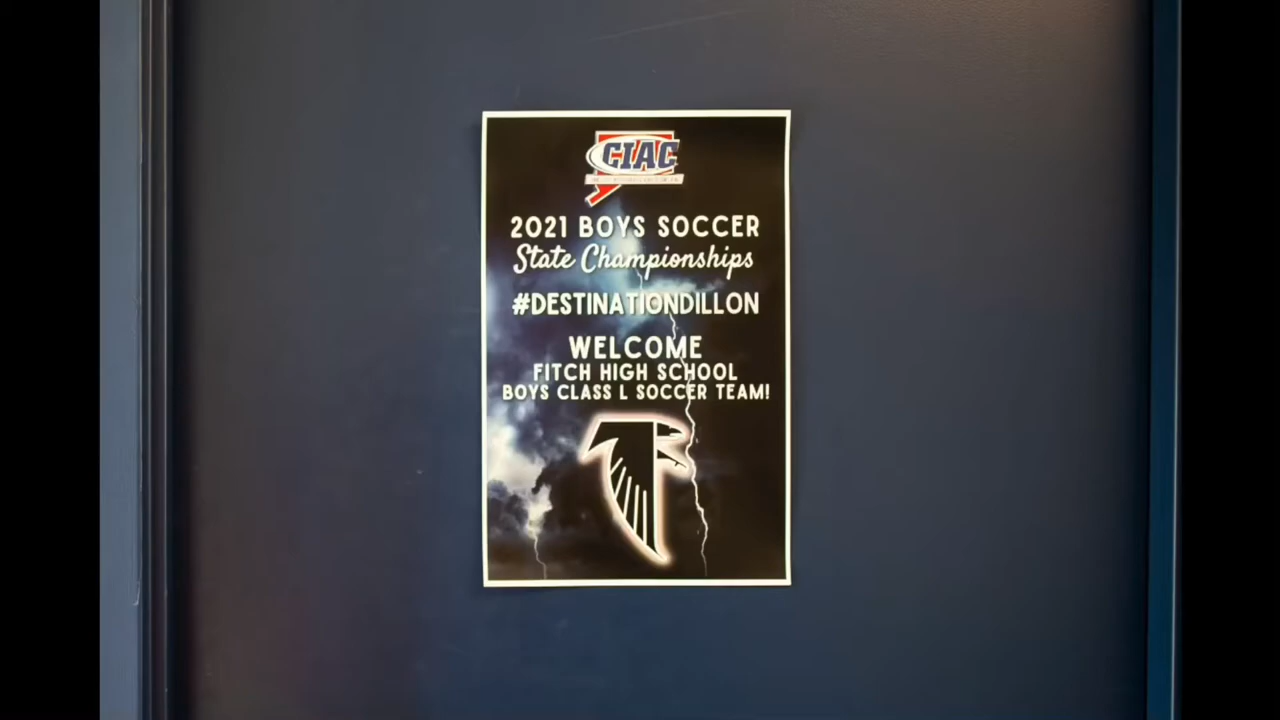 CIAC
2021 BOYS SOCCER
State Championships
#DESTINATIONDILLON
WELCOME
FITCH HIGH SCHOOL
BOYS CLASS L SOCCER TEAM!